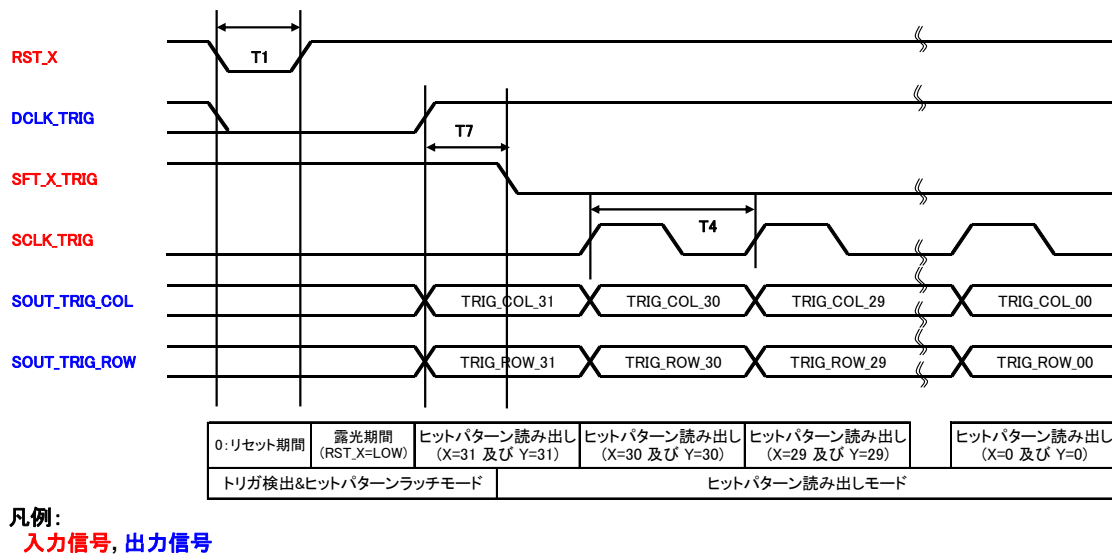 RST_X
T1
DCLK_TRIG
T7
SFT_X_TRIG
T4
SCLK_TRIG
SOUT_TRIG_COL TRIG_COL_31 TRIG_COL_30 TRIG_COL_29 TRIG_COL_00
SOUT_TRIG_ROW TRIG_ROW_31 TRIG_ROW_30 TRIG_ROW_29 TRIG_ROW_00
0:リセット期間
露光期間
(RST_X=LOW)
ヒットパターン読み出し
(X=31 及び Y=31)
ヒットパターン読み出し
(X=30 及び Y=30)
ヒットパターン読み出し
(X=29 及び Y=29)
ヒットパターン読み出し
(X=0 及び Y=0)
トリガ検出&ヒットパターンラッチモード
ヒットパターン読み出しモード
凡例:
入力信号, 出力信号